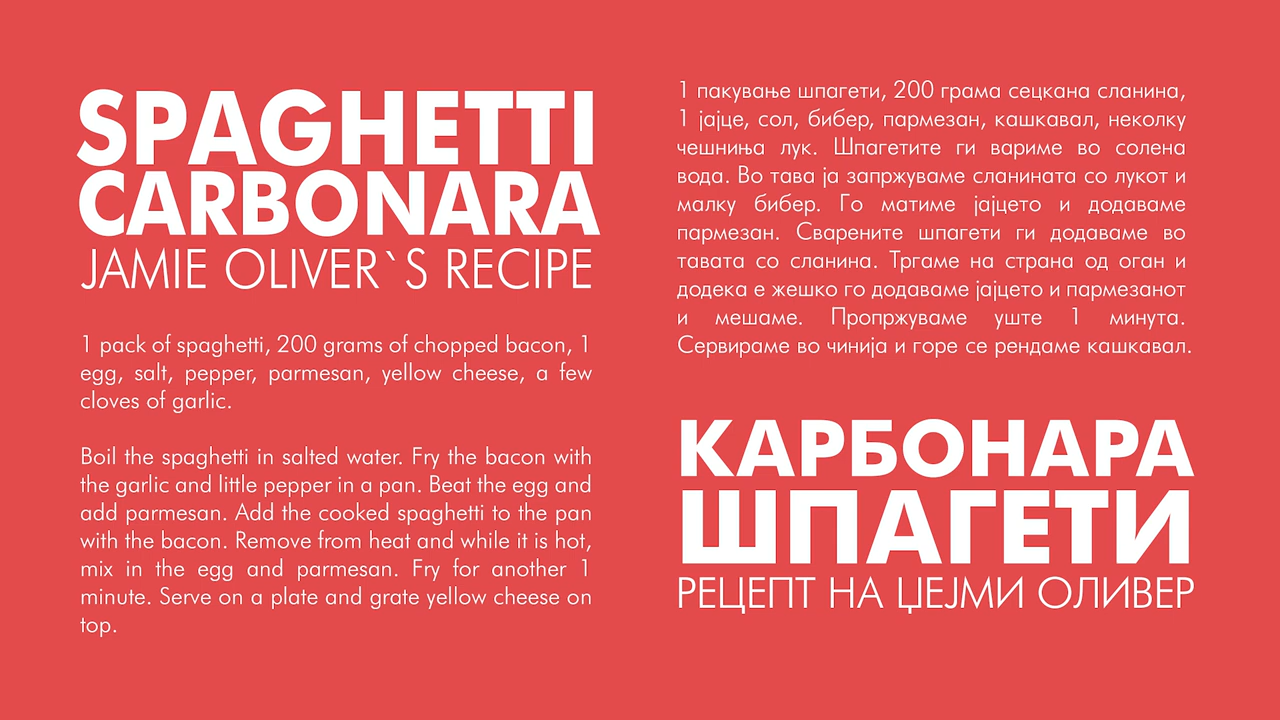 SPAGHETTI
CARBONARA
JAMIE OLIVER`S RECIPE
1 pack of spaghetti, 200 grams of chopped bacon, 1
egg, salt, pepper, parmesan, yellow cheese, a few
cloves of garlic.
Boil the spaghetti in salted water. Fry the bacon with
the garlic and little pepper in a pan. Beat the egg and
add parmesan. Add the cooked spaghetti to the pan
with the bacon. Remove from heat and while it is hot,
mix in the egg and parmesan. Fry for another 1
minute. Serve on a plate and grate yellow cheese on
top.
1 пакување шпагети, 200 грама сецкана сланина,
1 јајце, сол, бибер, пармезан, кашкавал, неколку
чешниња лук. Шпагетите ги вариме во солена
вода. Во тава ја запржуваме сланината со лукот и
малку бибер. Го матиме јајцето и додаваме
пармезан. Сварените шпагети ги додаваме во
тавата со сланина. Тргаме на страна од оган и
додека е жешко го додаваме јајцето и пармезанот
и мешаме. Пропржуваме уште 1 минута.
Сервираме во чинија и горе се рендаме кашкавал.
КАРБОНАРА
ШПАГЕТИ
РЕЦЕПТ НА ЏЕЈМИ ОЛИВЕР